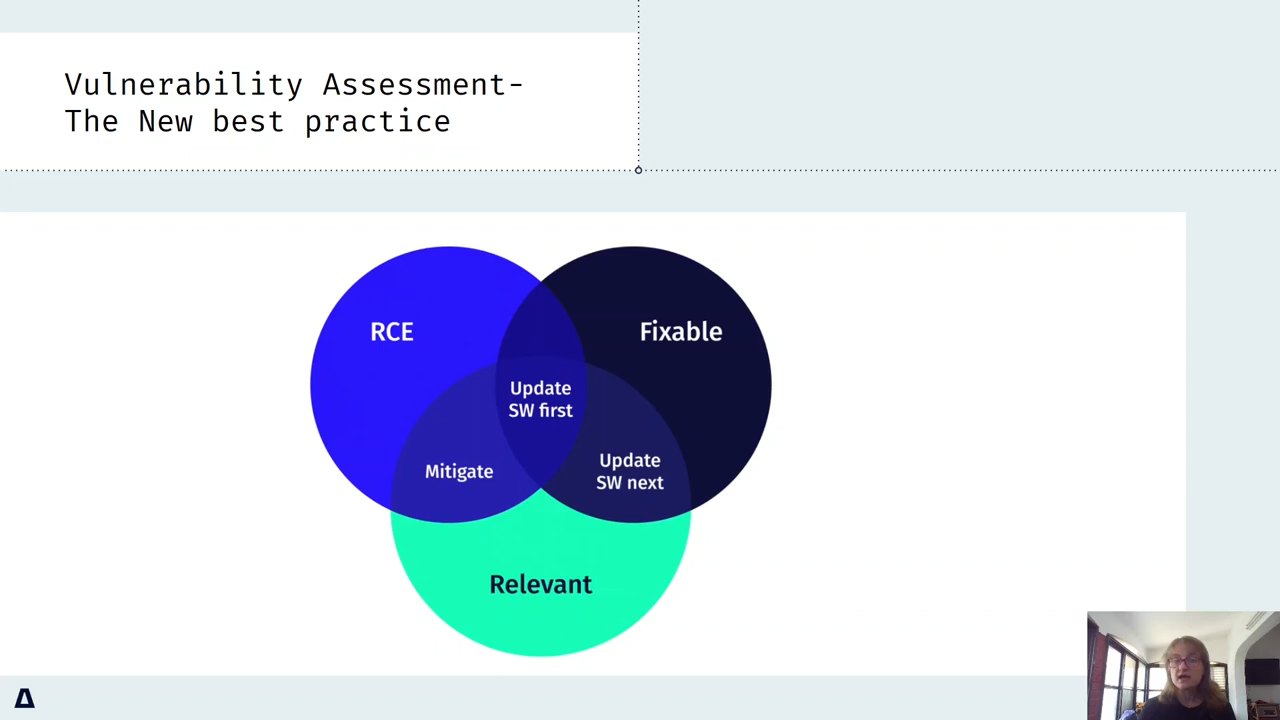 Vulnerability Assessment-
The New best practice
RCE
Fixable
Update
SW first
Mitigate
Update
SW next
Relevant